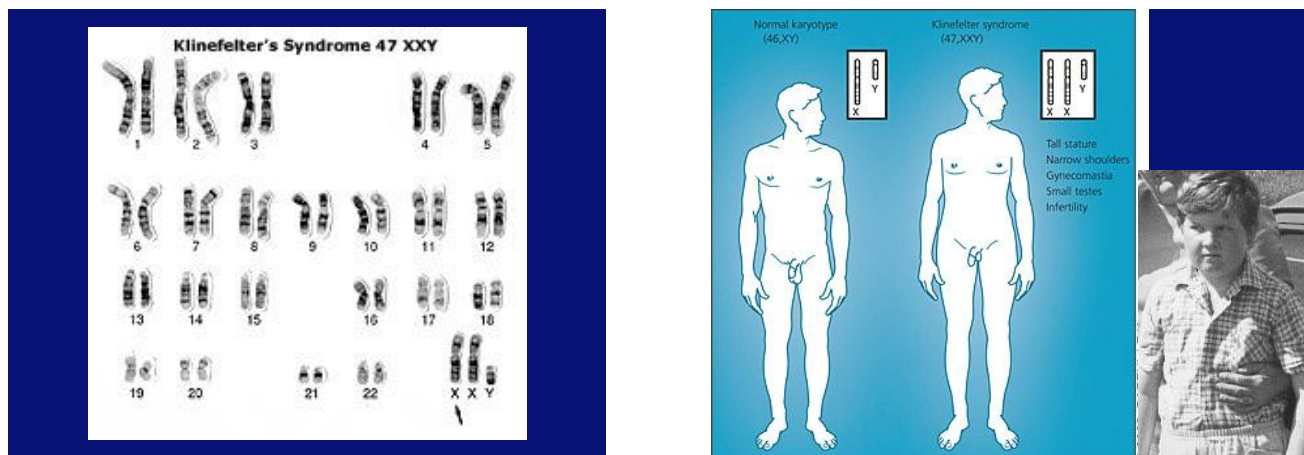 Klinefelter's Syndrome 47 XXY
1 2 3 4 5
6 7 8 9 10 11 12
13 14 15 16 17 18
19 20 21 22 X X Y
Normal karyotype
(46,XY)
X Y
Klinefelter syndrome
(47,XXY)
X X Y
Tall stature
Narrow shoulders
Gynecomastia
Small testes
Infertility